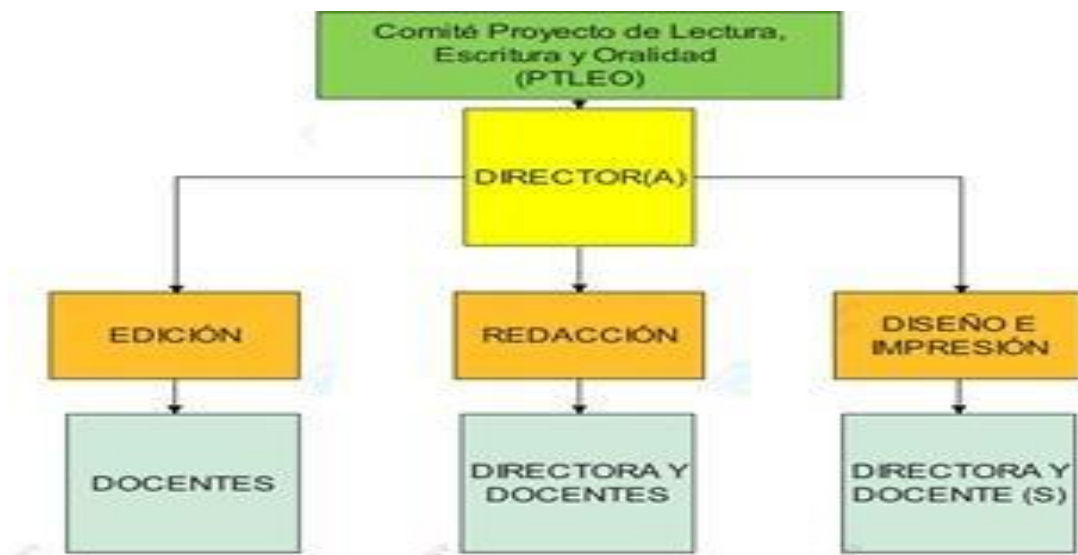 Comité Proyecto de Lectura,
Escritura y Oralidad
(PTLEO)
DIRECTOR(A)
EDICIÓN
REDACCIÓN
DISEÑO E
IMPRESIÓN
DOCENTES
DIRECTORA Y
DOCENTES
DIRECTORA Y
DOCENTE (S)